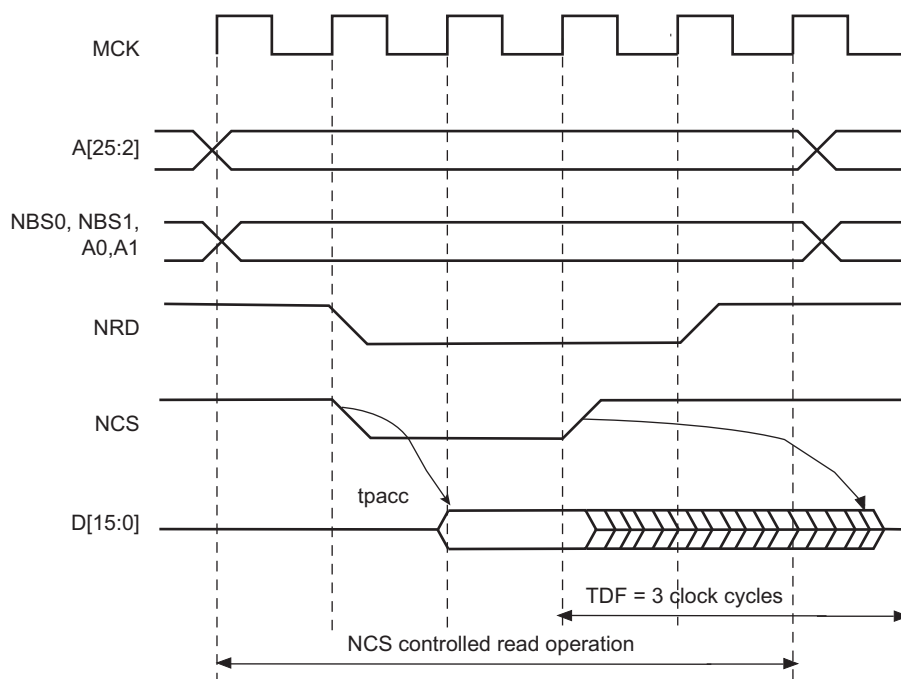 MCK
A[25:2]
NBS0, NBS1,
A0,A1
NRD
NCS
tpacc
D[15:0]
TDF = 3 clock cycles
NCS controlled read operation